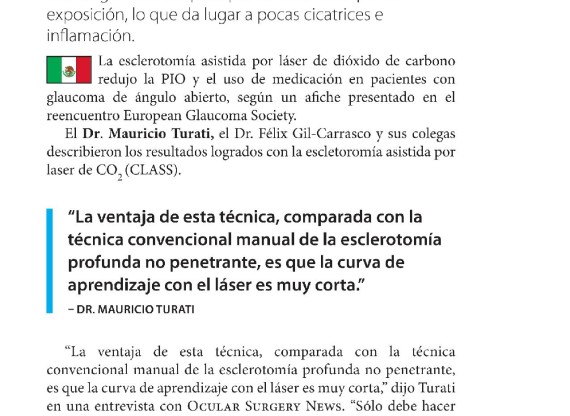 exposición, lo que da lugar a pocas cicatrices e
inflamación.
La esclerotomía asistida por láser de dióxido de carbono
redujo la PIO y el uso de medicación en pacientes con
glaucoma de ángulo abierto, según un afiche presentado en el
reencuentro European Glaucoma Society.
El Dr. Mauricio Turati, el Dr. Félix Gil-Carrasco y sus colegas
describieron los resultados logrados con la escletoromía asistida por
laser de CO2 (CLASS).
“La ventaja de esta técnica, comparada con la
técnica convencional manual de la esclerotomía
profunda no penetrante, es que la curva de
aprendizaje con el láser es muy corta.”
– DR. MAURICIO TURATI
“La ventaja de esta técnica, comparada con la técnica
convencional manual de la esclerotomía profunda no penetrante,
es que la curva de aprendizaje con el láser es muy corta,” dijo Turati
en una entrevista con OCULAR SURGERY NEWS. “Sólo debe hacer